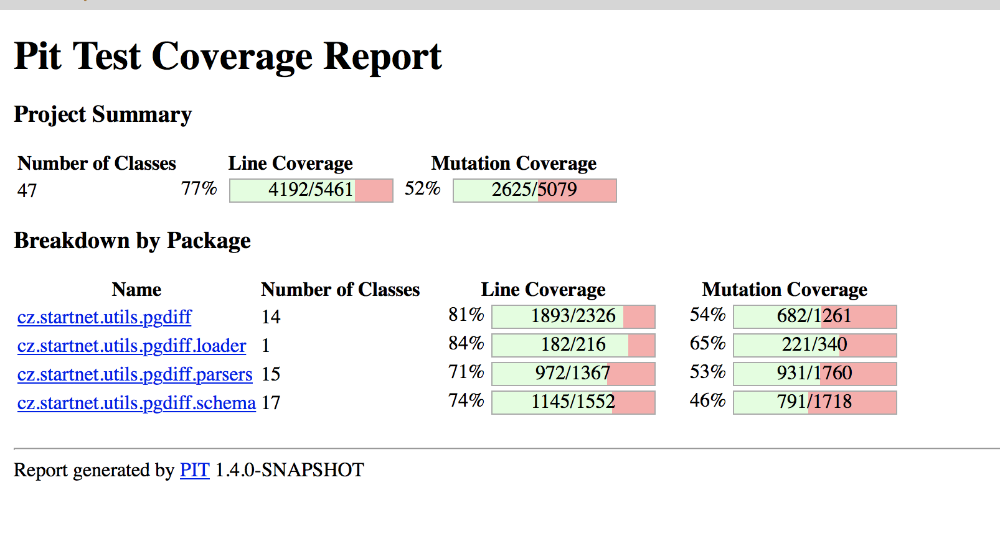 Pit Test Coverage Report
Project Summary
Number of Classes Line Coverage Mutation Coverage
47 77% 4192/5461 52% 2625/5079
Breakdown by Package
Name Number of Classes Line Coverage Mutation Coverage
cz.startnet.utils.pgdiff 14 81% 1893/2326 54% 682/1261
cz.startnet.utils.pgdiff.loader 1 84% 182/216 65% 221/340
cz.startnet.utils.pgdiff.parsers 15 71% 972/1367 53% 931/1760
cz.startnet.utils.pgdiff.schema 17 74% 1145/1552 46% 791/1718
Report generated by PIT 1.4.0-SNAPSHOT